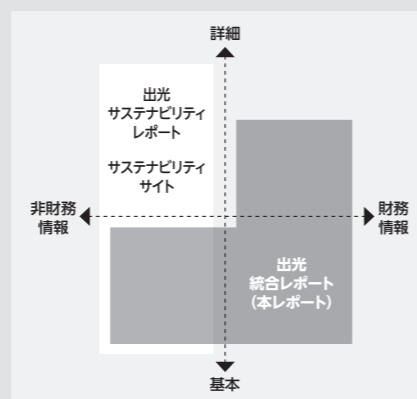 詳細
出光
サステナビリティ
レポート
サステナビリティ
サイト
非財務
情報
財務
情報
出光
統合レポート
(本レポート)
基本